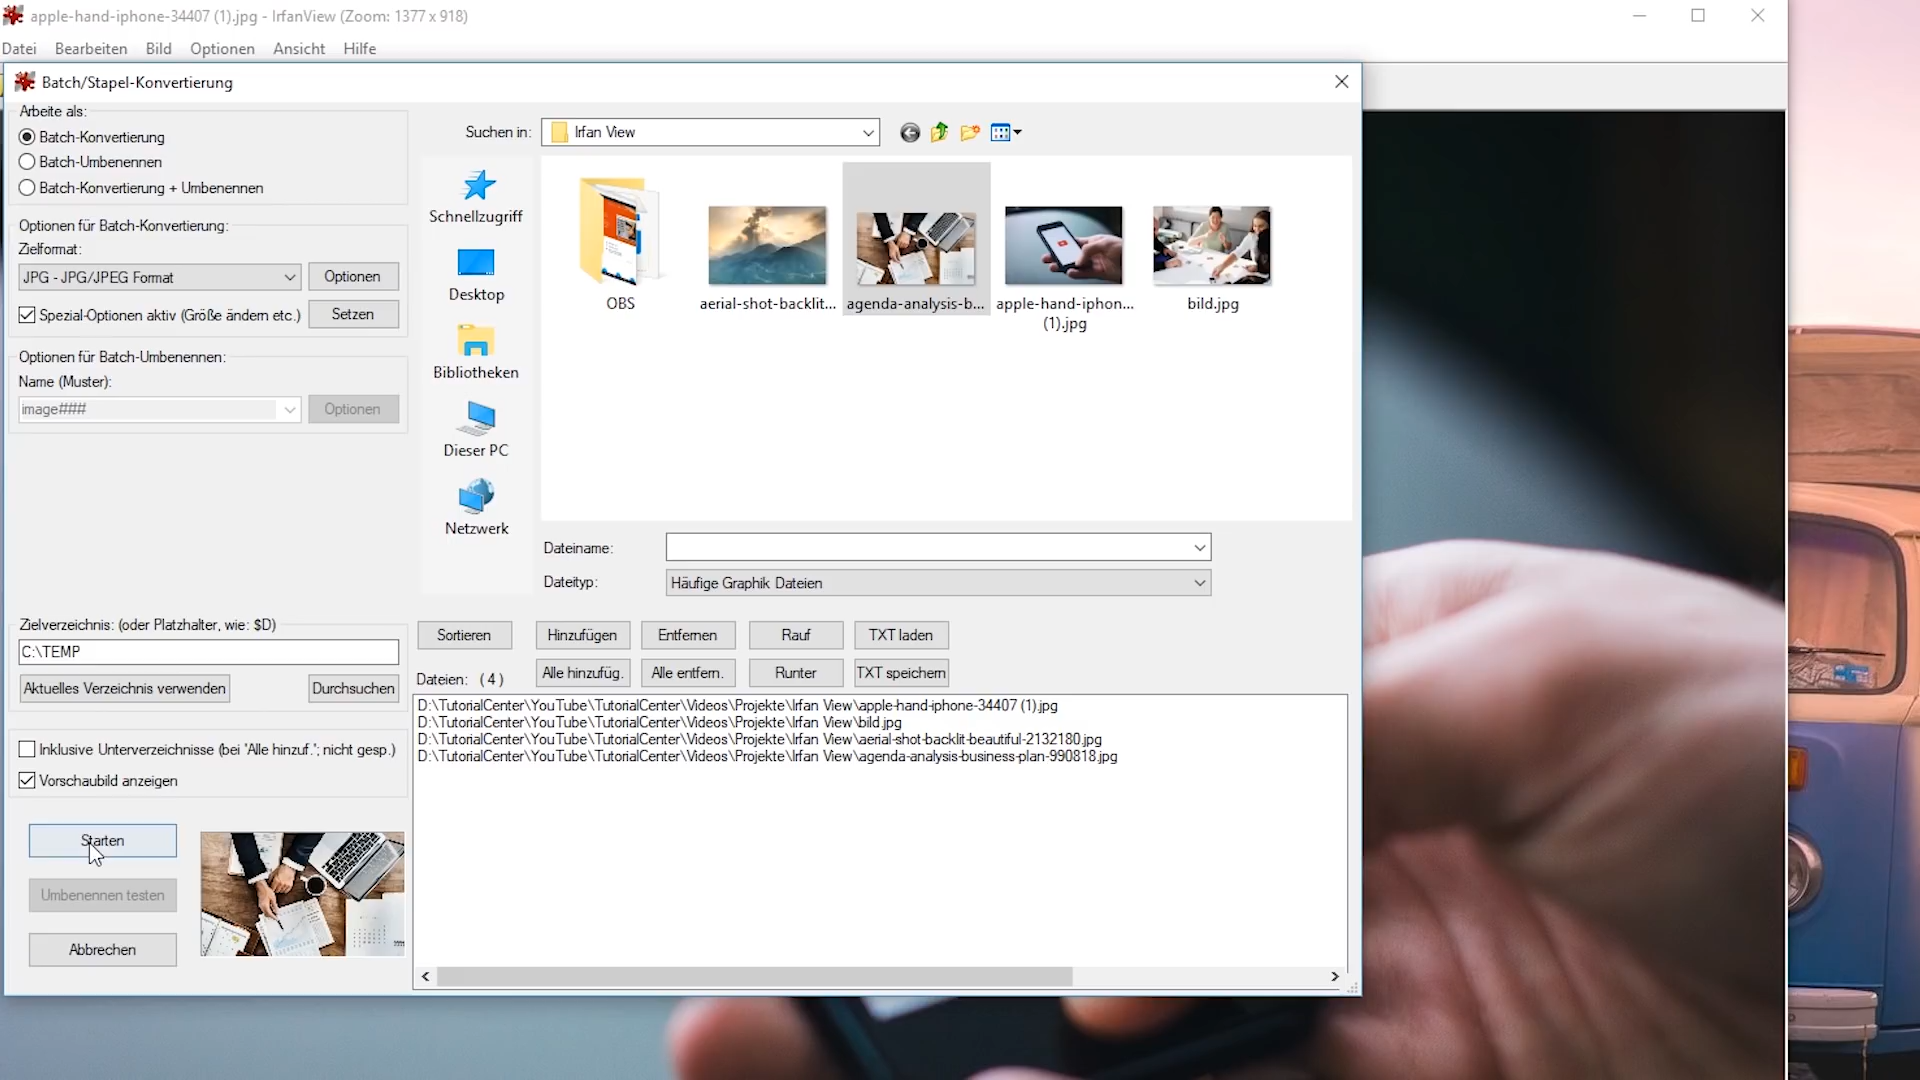 apple-hand-iphone-34407 (1).jpg - IrfanView (Zoom: 1377 x 918)
Datei Bearbeiten Bild Optionen Ansicht Hilfe
Batch/Stapel-Konvertierung
Arbeite als:
Batch-Konvertierung
Batch-Umbenennen
Batch-Konvertierung + Umbenennen
Optionen für Batch-Konvertierung:
Zielformat:
JPG - JPG/JPEG Format
Optionen
Spezial-Optionen aktiv (Größe ändern etc.)
Setzen
Optionen für Batch-Umbenennen:
Name (Muster):
image###
Optionen
Zielverzeichnis: (oder Platzhalter, wie: $D)
C:\TEMP
Aktuelles Verzeichnis verwenden
Durchsuchen
Inklusive Unterverzeichnisse (bei 'Alle hinzuf.'; nicht gesp.)
Vorschaubild anzeigen
Starten
Umbenennen testen
Abbrechen
Suchen in:
Irfan View
Schnellzugriff
Desktop
Bibliotheken
Dieser PC
Netzwerk
OBS
aerial-shot-backlit...
agenda-analysis-b...
apple-hand-iphon...
(1).jpg
bild.jpg
Dateiname:
Dateityp:
Häufige Graphik Dateien
Sortieren
Hinzufügen
Entfernen
Rauf
TXT laden
Dateien: ( 4 )
Alle hinzufüg.
Alle entfern.
Runter
TXT speichern
D:\TutorialCenter\YouTube\TutorialCenter\Videos\Projekte\Irfan View\apple-hand-iphone-34407 (1).jpg
D:\TutorialCenter\YouTube\TutorialCenter\Videos\Projekte\Irfan View\bild.jpg
D:\TutorialCenter\YouTube\TutorialCenter\Videos\Projekte\Irfan View\aerial-shot-backlit-beautiful-2132180.jpg
D:\TutorialCenter\YouTube\TutorialCenter\Videos\Projekte\Irfan View\agenda-analysis-business-plan-990818.jpg